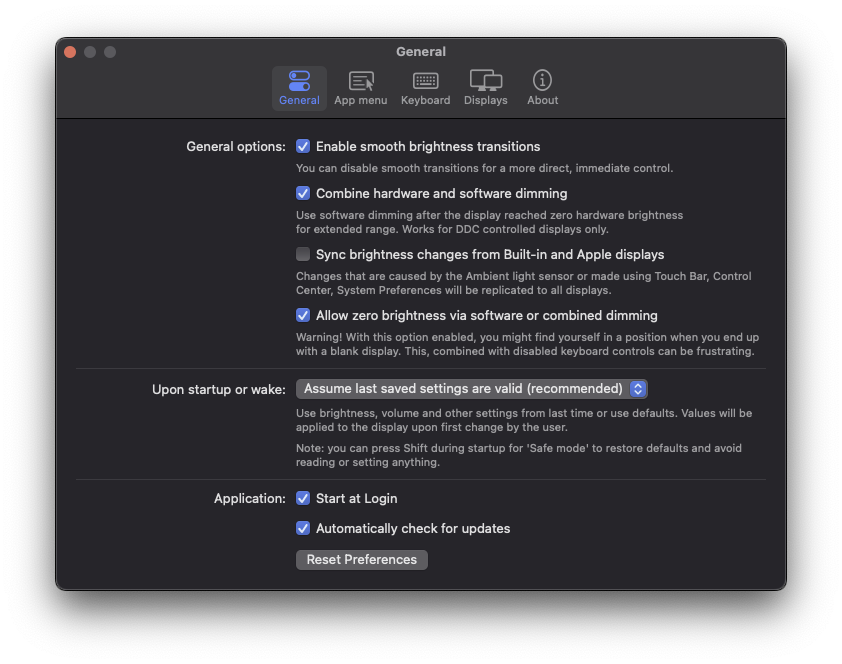 General
General
App menu
Keyboard
Displays
About
General options:
Enable smooth brightness transitions
You can disable smooth transitions for a more direct, immediate control.
Combine hardware and software dimming
Use software dimming after the display reached zero hardware brightness
for extended range. Works for DDC controlled displays only.
Sync brightness changes from Built-in and Apple displays
Changes that are caused by the Ambient light sensor or made using Touch Bar, Control
Center, System Preferences will be replicated to all displays.
Allow zero brightness via software or combined dimming
Warning! With this option enabled, you might find yourself in a position when you end up
with a blank display. This, combined with disabled keyboard controls can be frustrating.
Upon startup or wake:
Assume last saved settings are valid (recommended)
Use brightness, volume and other settings from last time or use defaults. Values will be
applied to the display upon first change by the user.
Note: you can press Shift during startup for 'Safe mode' to restore defaults and avoid
reading or setting anything.
Application:
Start at Login
Automatically check for updates
Reset Preferences